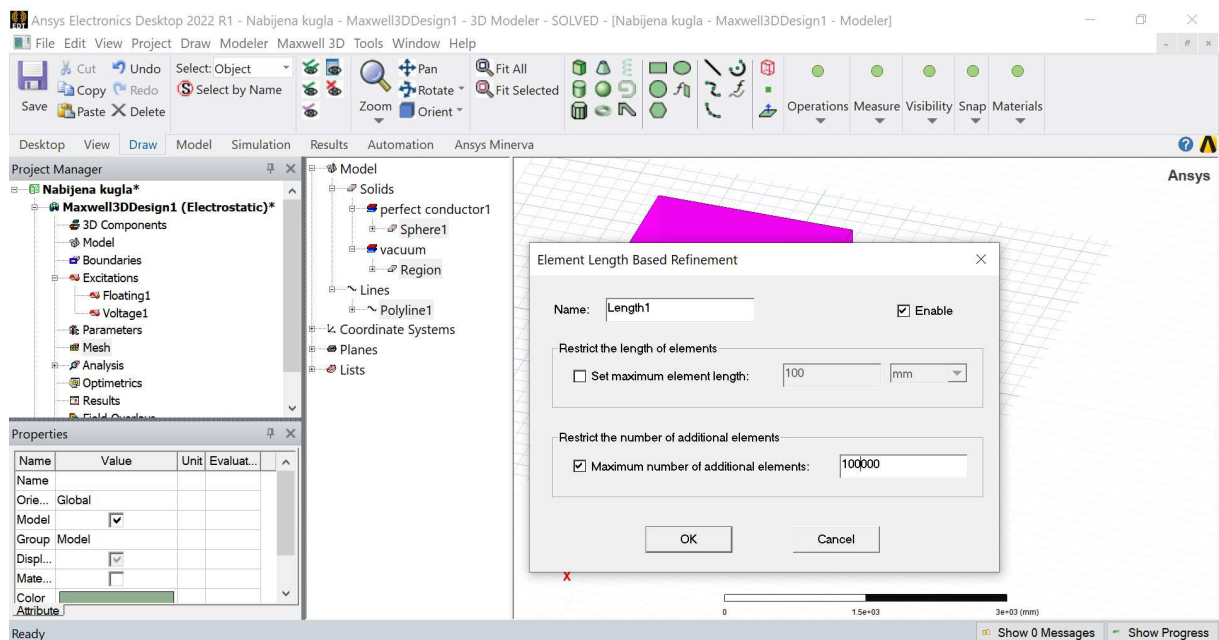 Ansys Electronics Desktop 2022 R1 - Nabijena kugla - Maxwell3DDesign1 - 3D Modeler - SOLVED - [Nabijena kugla - Maxwell3DDesign1 - Modeler]
File Edit View Project Draw Modeler Maxwell 3D Tools Window Help
Save
Cut
Copy
Paste
Undo
Redo
Delete
Select: Object
Select by Name
Zoom
Pan
Rotate
Orient
Fit All
Fit Selected
Operations Measure Visibility Snap Materials
Desktop View Draw Model Simulation Results Automation Ansys Minerva
Project Manager
Nabijena kugla*
Maxwell3DDesign1 (Electrostatic)*
3D Components
Model
Boundaries
Excitations
Floating1
Voltage1
Parameters
Mesh
Analysis
Optimetrics
Results
Field Overlays
Properties
Name Value Unit Evaluat...
Name
Orie... Global
Model
Group Model
Displ...
Mate...
Color
Attribute
Model
Solids
perfect conductor1
Sphere1
vacuum
Region
Lines
Polyline1
Coordinate Systems
Planes
Lists
Ansys
Element Length Based Refinement
Name: Length1
Enable
Restrict the length of elements
Set maximum element length: 100 mm
Restrict the number of additional elements
Maximum number of additional elements: 100000
OK Cancel
X
0 1.5e+03 3e+03 (mm)
Ready
Show 0 Messages Show Progress